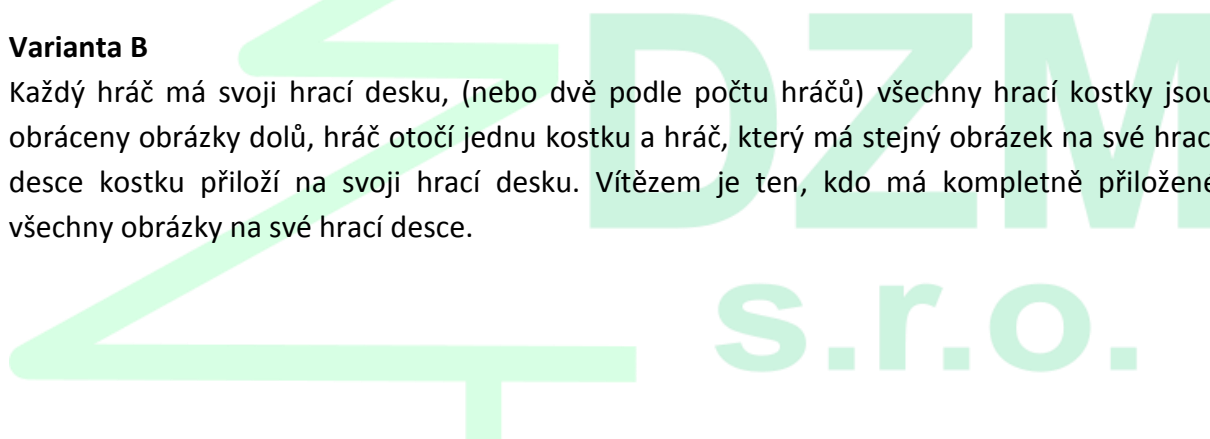 Varianta B
Každý hráč má svoji hrací desku, (nebo dvě podle počtu hráčů) všechny hrací kostky jsou
obráceny obrázky dolů, hráč otočí jednu kostku a hráč, který má stejný obrázek na své hrac
desce kostku přiloží na svoji hrací desku. Vítězem je ten, kdo má kompletně přiložené
všechny obrázky na své hrací desce.
DZM
s.r.o.